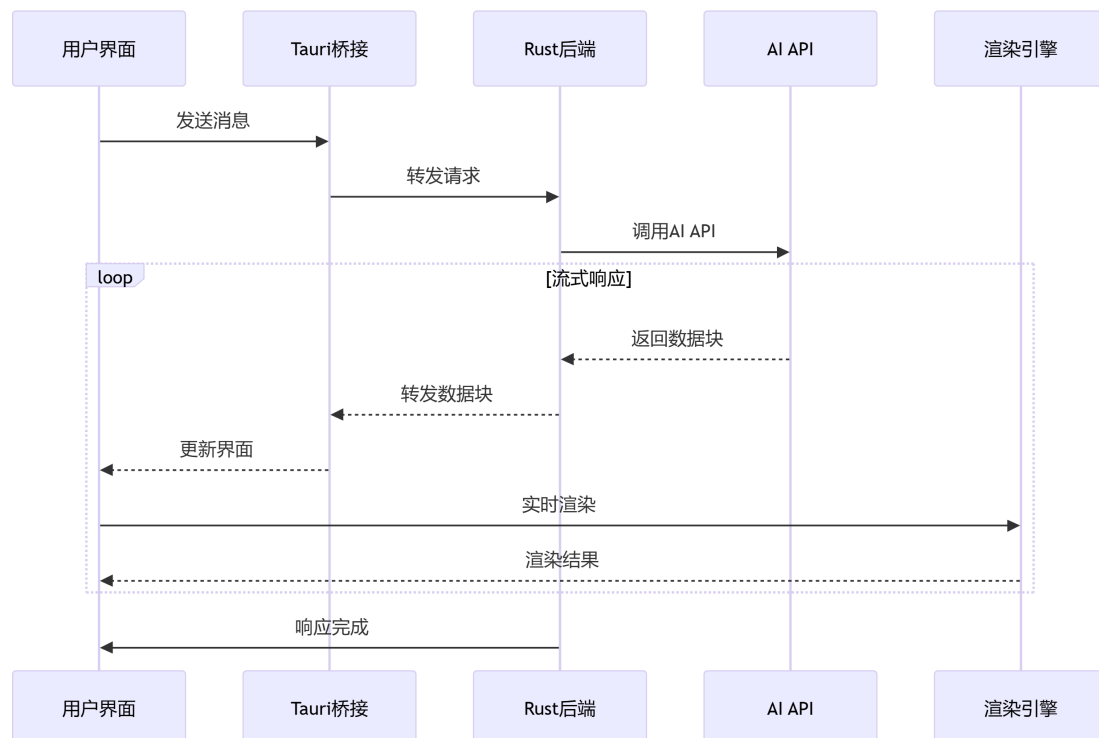 用户界面
Tauri桥接
Rust后端
AI API
渲染引擎
发送消息
转发请求
调用AI API
loop
[流式响应]
返回数据块
转发数据块
更新界面
实时渲染
渲染结果
响应完成
用户界面
Tauri桥接
Rust后端
AI API
渲染引擎